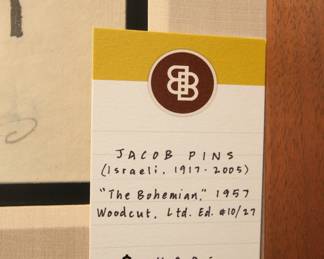 JACOB PINS
(Israeli, 1917-2005)
"The Bohemian," 1957
Woodcut, Ltd. Ed. #10/27